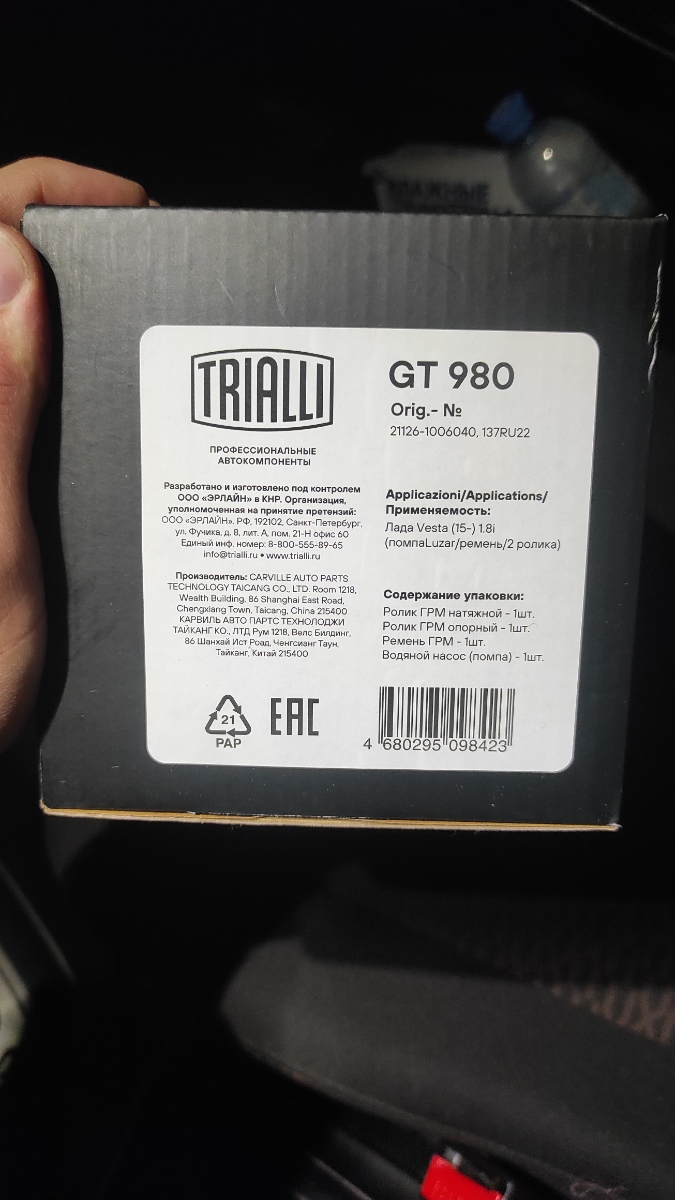 ВЛАЖНЫЕ
TRIALLI
ПРОФЕССИОНАЛЬНЫЕ
АВТОКОМПОНЕНТЫ
Разработано и изготовлено под контролем
ООО «ЭРЛАЙН» в КНР. Организация,
уполномоченная на принятие претензий:
ООО «ЭРЛАЙН», РФ, 192102, Санкт-Петербург,
ул. Фучика, д. 8, лит. А, пом. 21-Н офис 60
Единый инф. номер: 8-800-555-89-65
info@trialli.ru • www.trialli.ru
Производитель: CARVILLE AUTO PARTS
TECHNOLOGY TAICANG CO., LTD. Room 1218,
Wealth Building, 86 Shanghai East Road,
Chengxiang Town, Taicang, China 215400
КАРВИЛЬ АВТО ПАРТС ТЕХНОЛОДЖИ
ТАЙКАНГ КО., ЛТД Рум 1218, Велс Билдинг,
86 Шанхай Ист Роад, Ченгсианг Таун,
Тайканг, Китай 215400
21
PAP
EAC
GT 980
Orig.- №
21126-1006040, 137RU22
Applicazioni/Applications/
Применяемость:
Лада Vesta (15-) 1.8i
(помпаLuzar/ремень/2 ролика)
Содержание упаковки:
Ролик ГРМ натяжной - 1шт.
Ролик ГРМ опорный - 1шт.
Ремень ГРМ - 1шт.
Водяной насос (помпа) - 1шт.
4 680295 098423